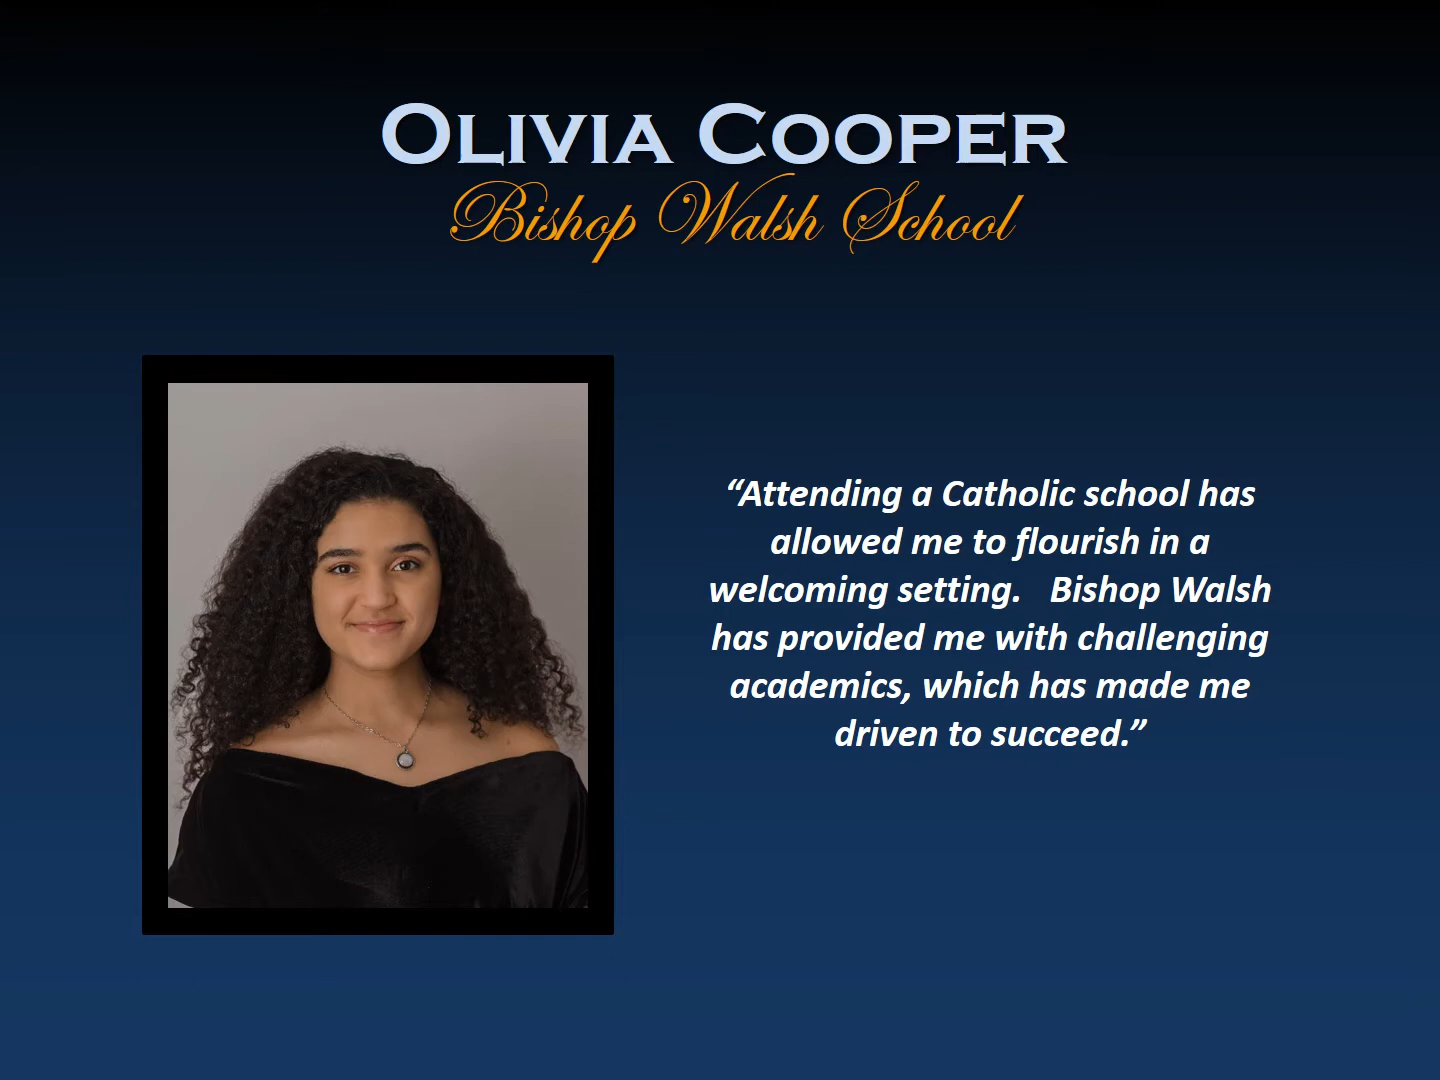 Olivia Cooper
Bishop Walsh School
“Attending a Catholic school has
allowed me to flourish in a
welcoming setting.   Bishop Walsh
has provided me with challenging
academics, which has made me
driven to succeed.”